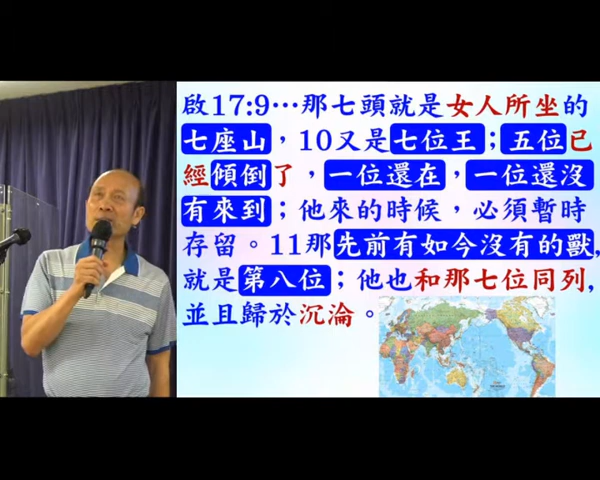 啟17:9…那七頭就是女人所坐的
七座山，10又是七位王；五位已
經傾倒了，一位還在，一位還沒
有來到；他來的時候，必須暫時
存留。11那先前有如今沒有的獸,
就是第八位；他也和那七位同列,
並且歸於沉淪。